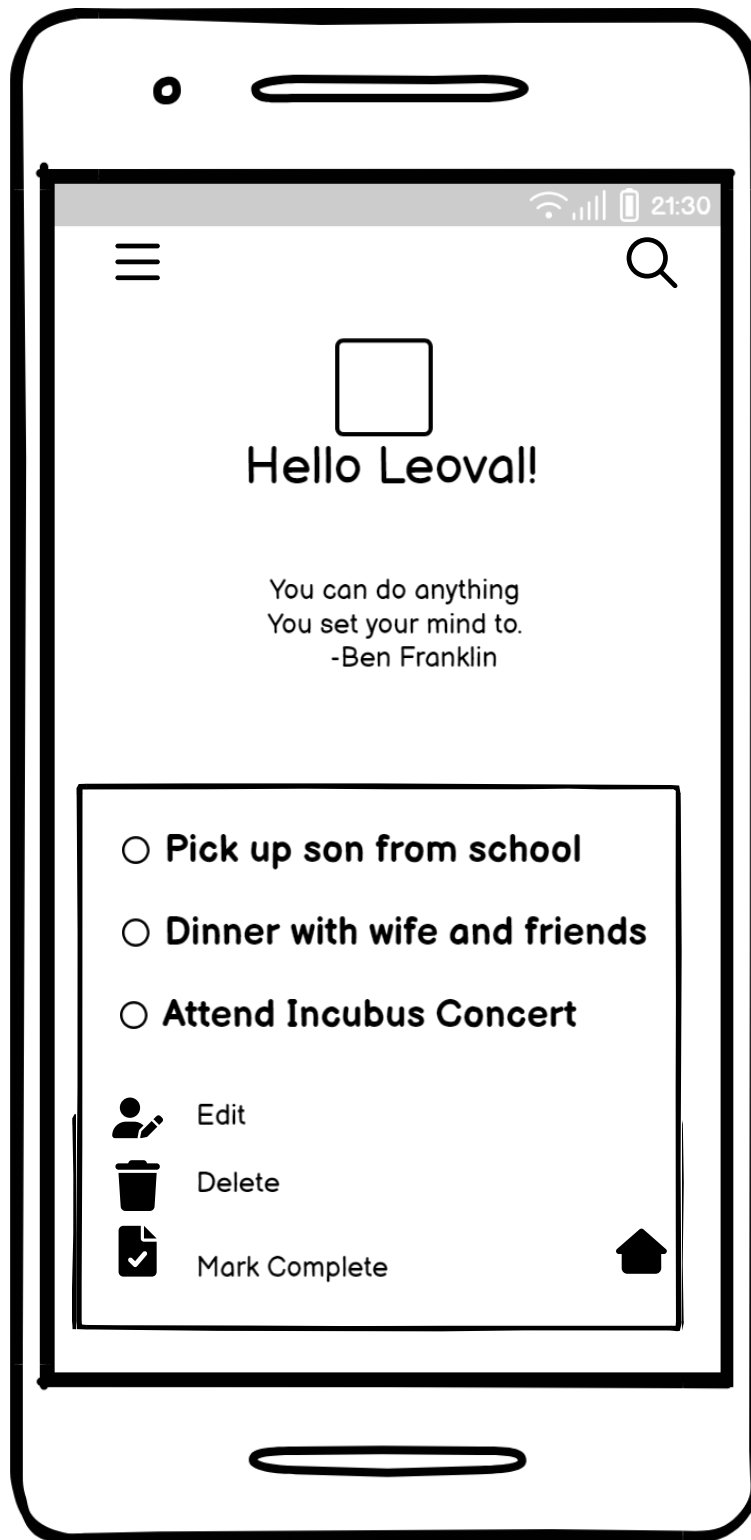 21:30
Hello Leoval!
You can do anything
You set your mind to.
-Ben Franklin
Pick up son from school
Dinner with wife and friends
Attend Incubus Concert
Edit
Delete
Mark Complete